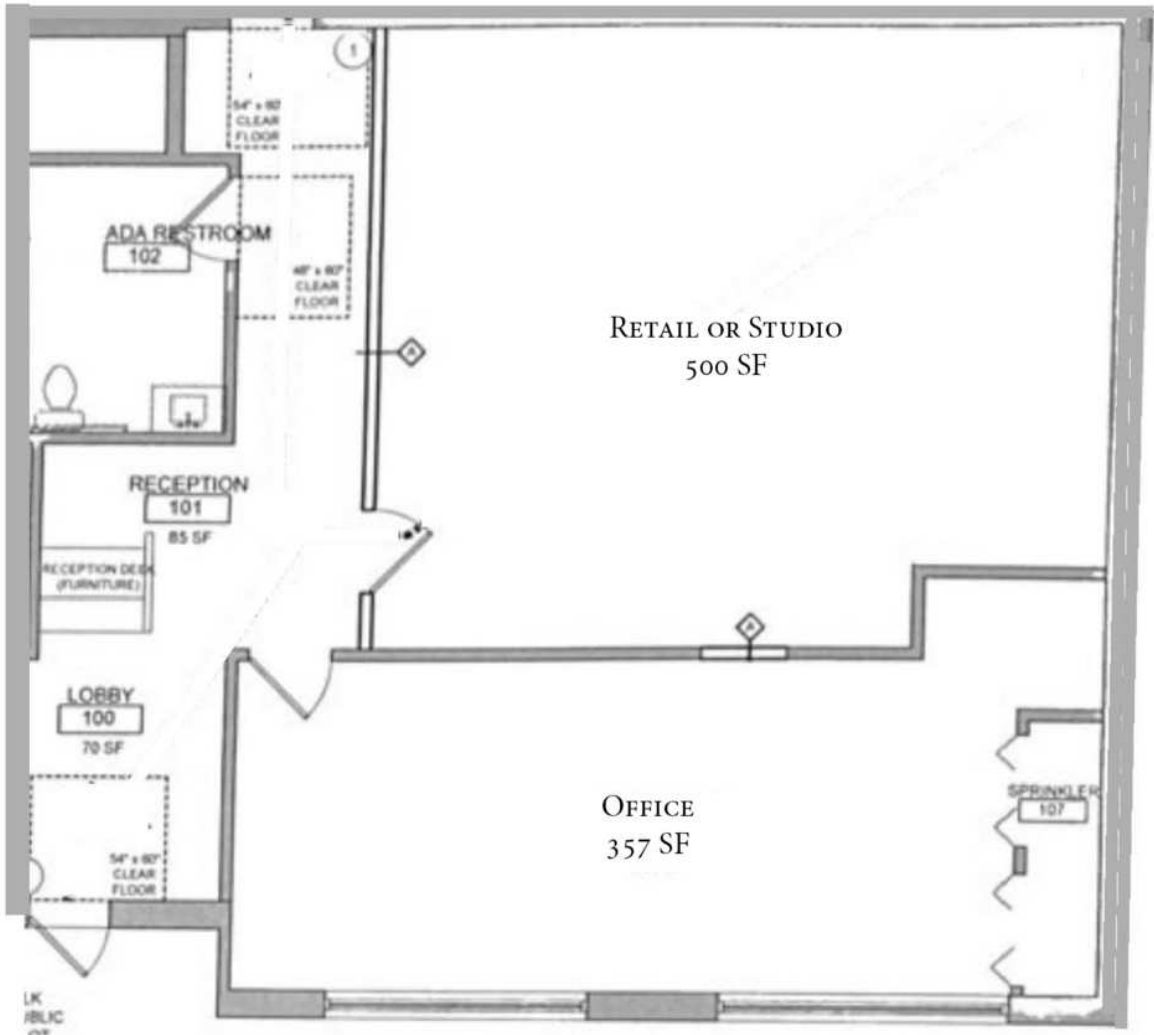 1
54" x 60"
CLEAR
FLOOR
ADA RESTROOM
102
48" x 60"
CLEAR
FLOOR
RETAIL OR STUDIO
500 SF
A
RECEPTION
101
85 SF
RECEPTION DESK
(FURNITURE)
A
LOBBY
100
70 SF
OFFICE
357 SF
SPRINKLER
107
54" x 60"
CLEAR
FLOOR